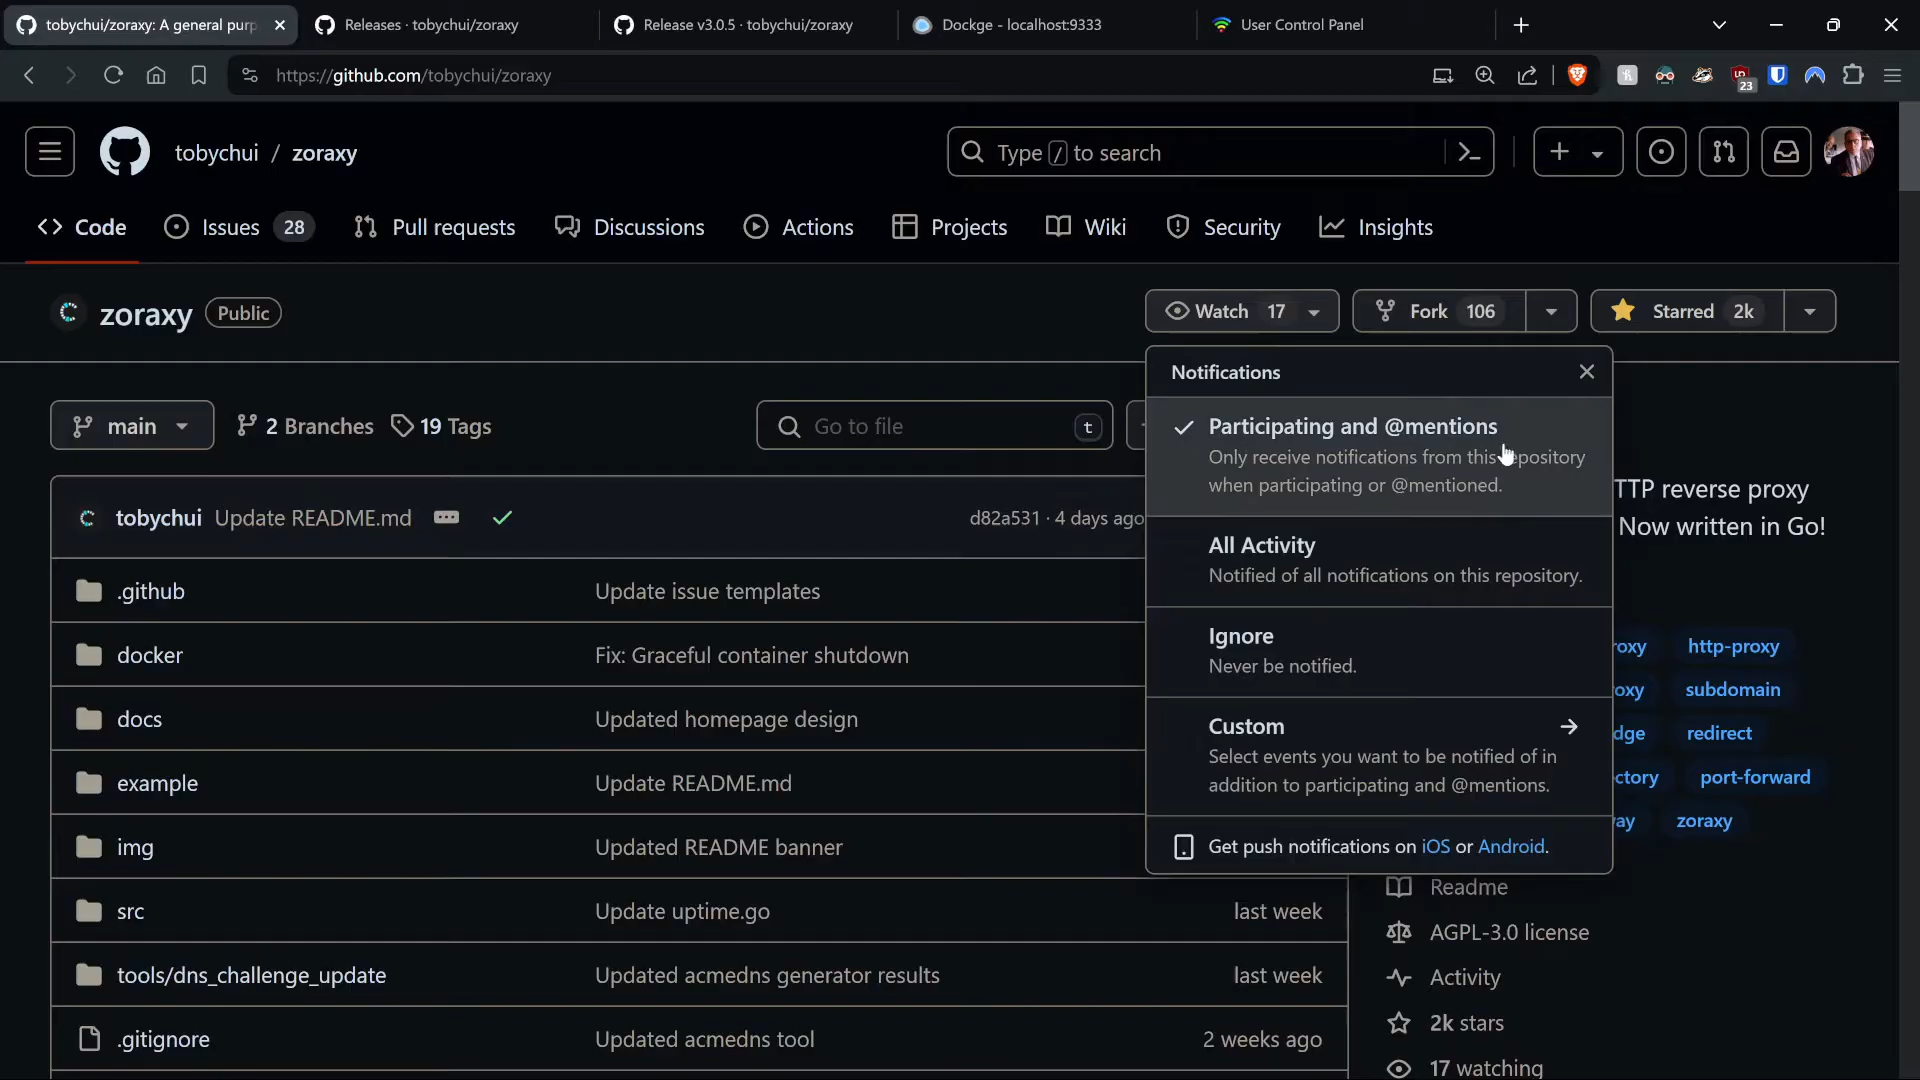 tobychui/zoraxy: A general purp
Releases · tobychui/zoraxy
Release v3.0.5 · tobychui/zoraxy
Dockge - localhost:9333
User Control Panel
https://github.com/tobychui/zoraxy
23
tobychui / zoraxy
Type / to search
Code
Issues 28
Pull requests
Discussions
Actions
Projects
Wiki
Security
Insights
zoraxy Public
Watch 17
Fork 106
Starred 2k
Notifications
main
2 Branches
19 Tags
Go to file t
Participating and @mentions
Only receive notifications from this repository
when participating or @mentioned.
TTP reverse proxy
Now written in Go!
tobychui Update README.md
d82a531 · 4 days ago
All Activity
Notified of all notifications on this repository.
.github Update issue templates
Ignore
Never be notified.
oxy http-proxy
docker Fix: Graceful container shutdown
oxy subdomain
docs Updated homepage design
Custom
Select events you want to be notified of in
addition to participating and @mentions.
dge redirect
example Update README.md
ctory port-forward
ay zoraxy
img Updated README banner
Get push notifications on iOS or Android.
Readme
src Update uptime.go last week
AGPL-3.0 license
tools/dns_challenge_update Updated acmedns generator results last week
Activity
2k stars
.gitignore Updated acmedns tool 2 weeks ago
17 watching